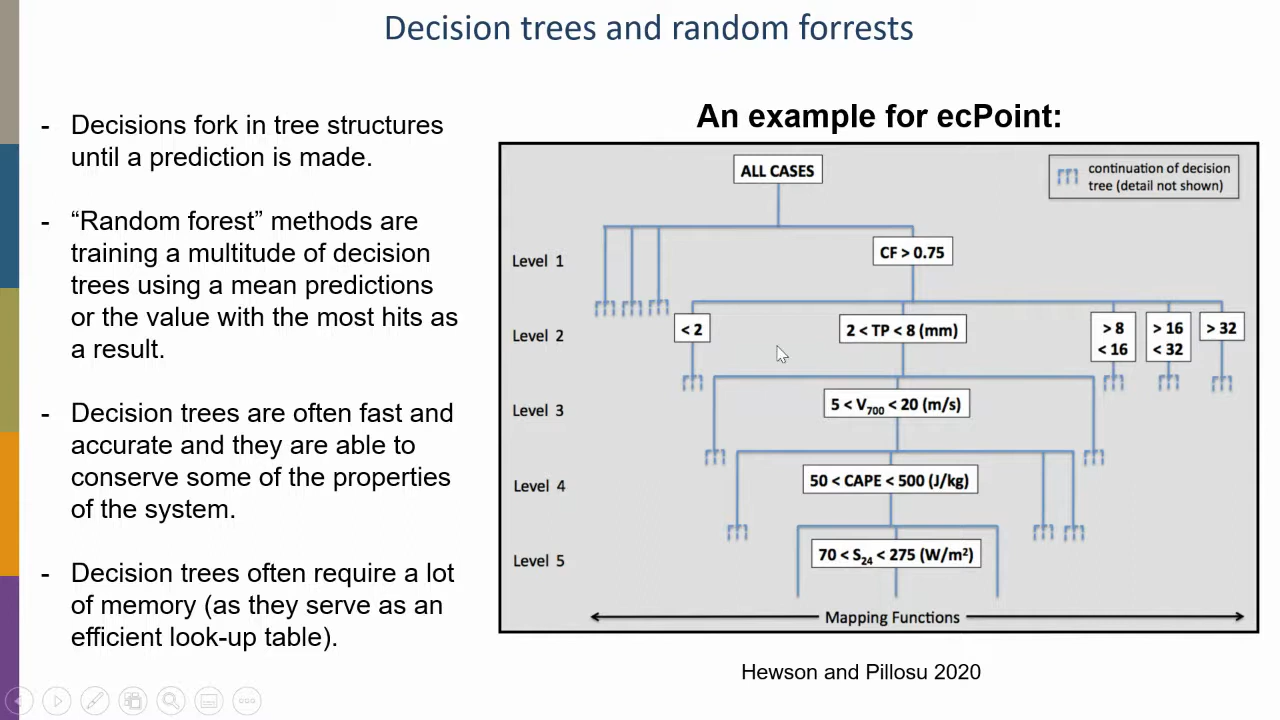 Decision trees and random forrests
- Decisions fork in tree structures
until a prediction is made.
- “Random forest” methods are
training a multitude of decision
trees using a mean predictions
or the value with the most hits as
a result.
- Decision trees are often fast and
accurate and they are able to
conserve some of the properties
of the system.
- Decision trees often require a lot
of memory (as they serve as an
efficient look-up table).
An example for ecPoint:
ALL CASES
continuation of decision
tree (detail not shown)
Level 1
CF > 0.75
Level 2
< 2
2 < TP < 8 (mm)
> 8
< 16
> 16
< 32
> 32
Level 3
5 < V700 < 20 (m/s)
Level 4
50 < CAPE < 500 (J/kg)
Level 5
70 < S24 < 275 (W/m²)
Mapping Functions
Hewson and Pillosu 2020